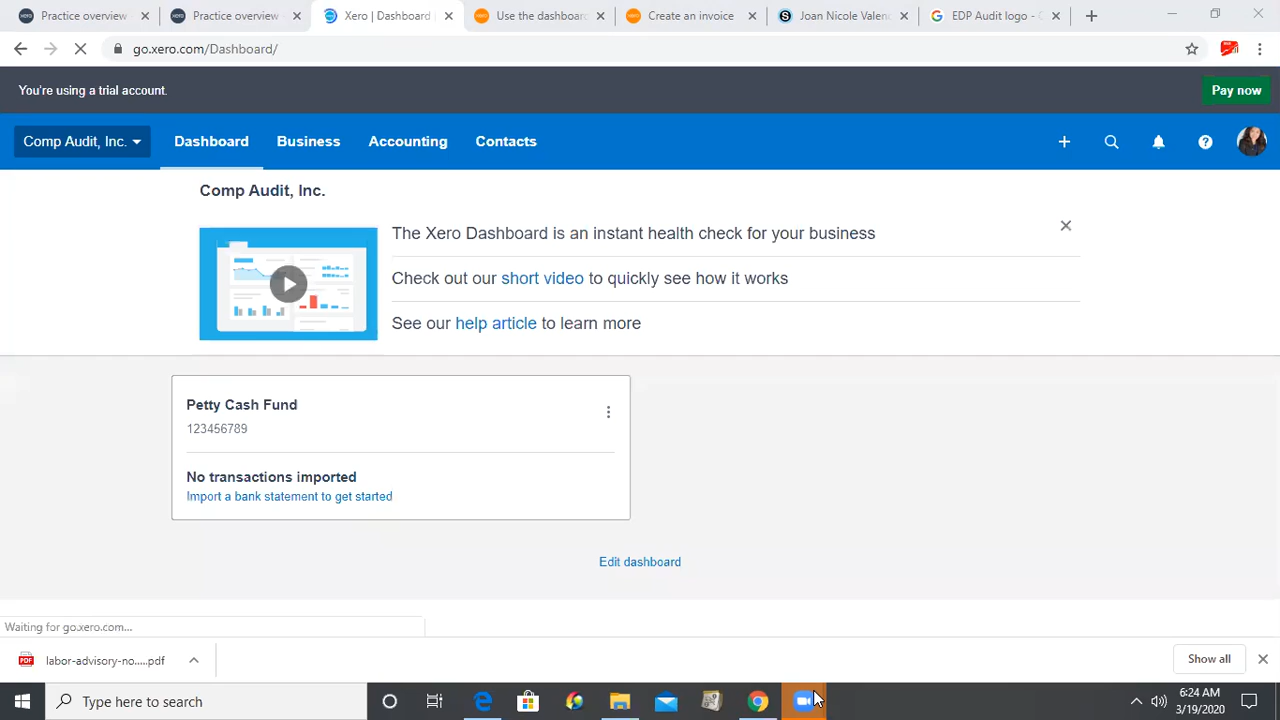 Practice overview
Practice overview -
Xero | Dashboard
Use the dashboard
Create an invoice
Joan Nicole Valen
EDP Audit logo -
go.xero.com/Dashboard/
You're using a trial account.
Pay now
Comp Audit, Inc.
Dashboard
Business
Accounting
Contacts
Comp Audit, Inc.
The Xero Dashboard is an instant health check for your business
Check out our short video to quickly see how it works
See our help article to learn more
Petty Cash Fund
123456789
No transactions imported
Import a bank statement to get started
Edit dashboard
Waiting for go.xero.com...
labor-advisory-no.....pdf
Show all
Type here to search
6:24 AM
3/19/2020